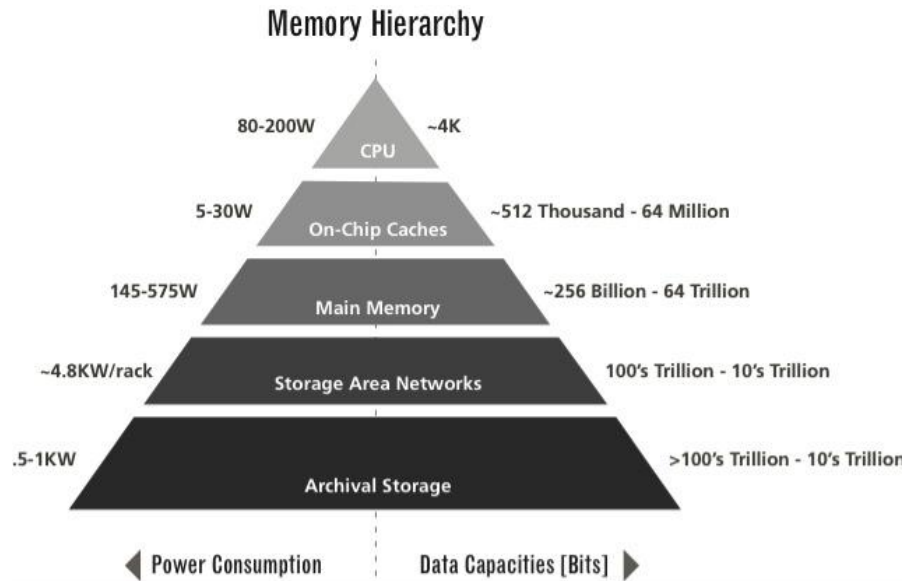 Memory Hierarchy
80-200W
CPU
~4K
5-30W
On-Chip Caches
~512 Thousand - 64 Million
145-575W
Main Memory
~256 Billion - 64 Trillion
~4.8KW/rack
Storage Area Networks
100's Trillion - 10's Trillion
.5-1KW
Archival Storage
>100's Trillion - 10's Trillion
Power Consumption
Data Capacities [Bits]